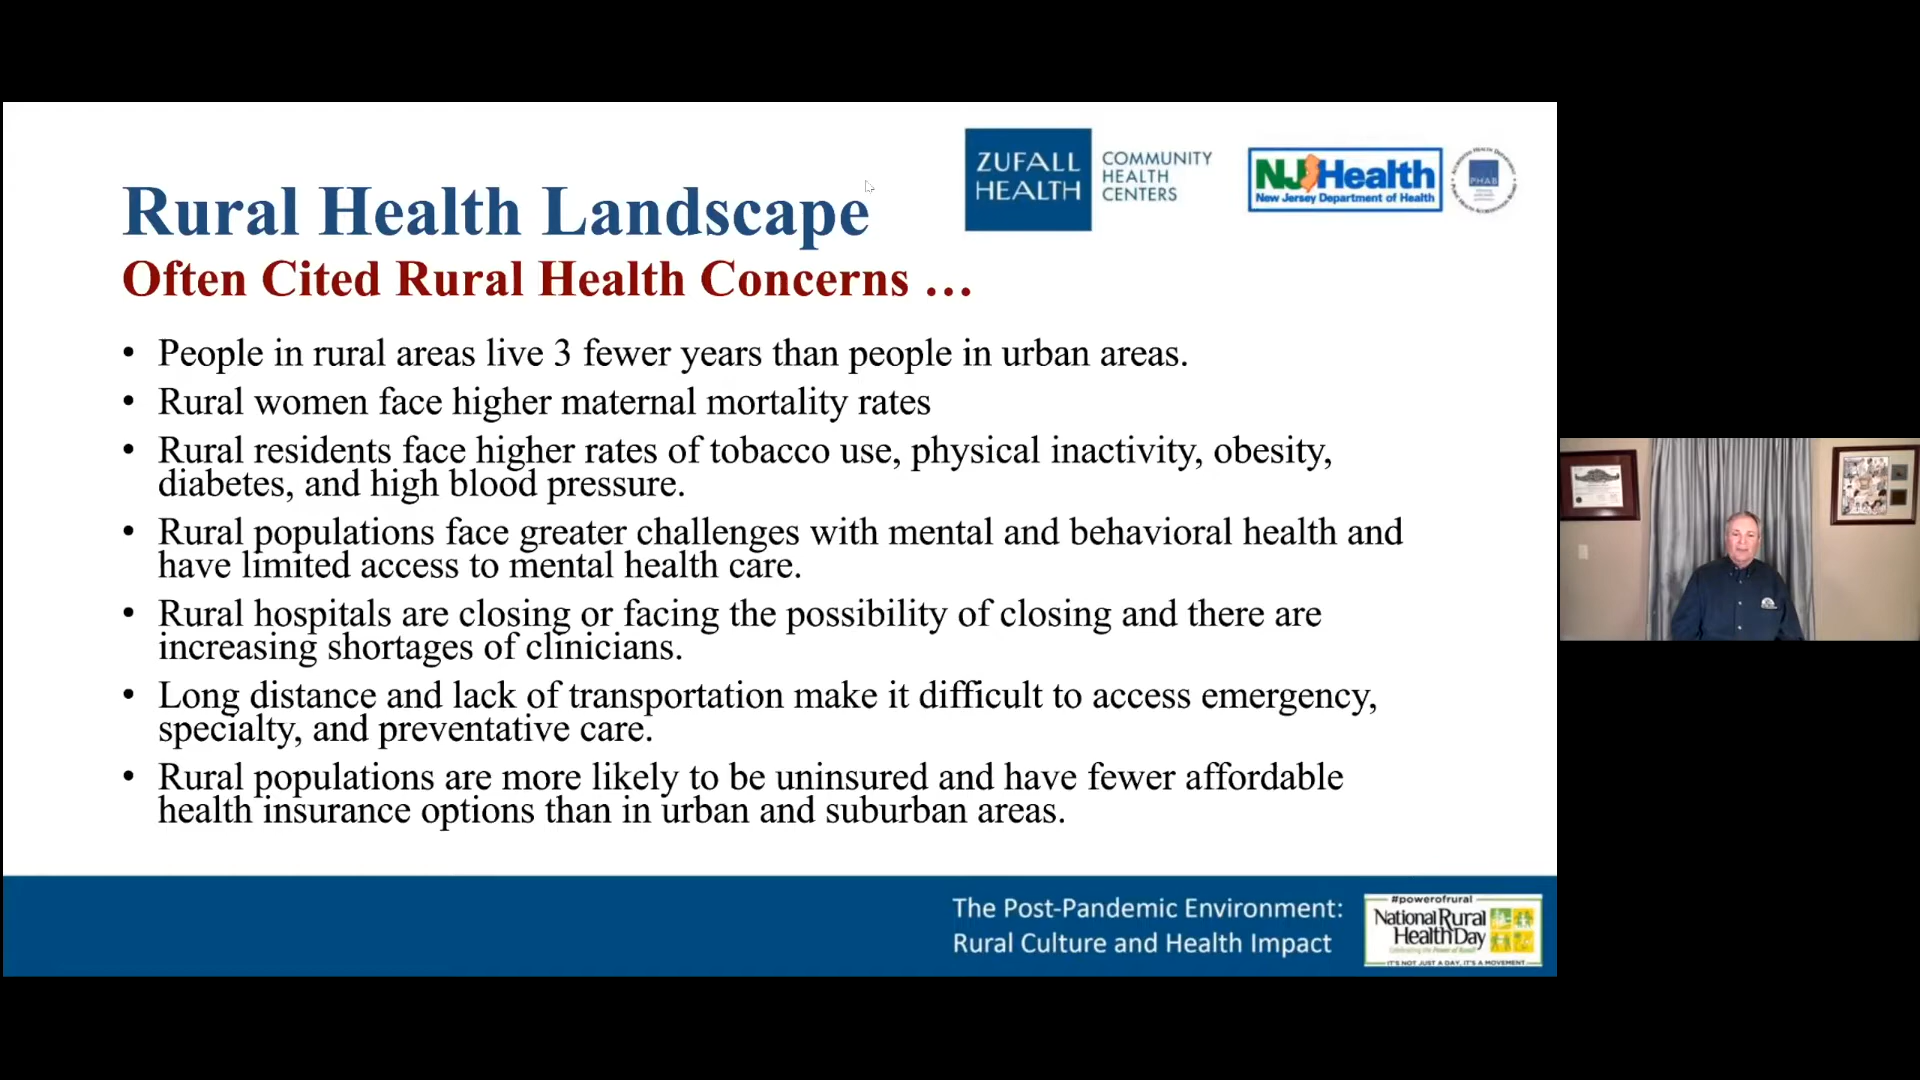 ZUFALL
HEALTH
COMMUNITY
HEALTH
CENTERS
NJHealth
New Jersey Department of Health
PHAB
Rural Health Landscape
Often Cited Rural Health Concerns …
• People in rural areas live 3 fewer years than people in urban areas.
• Rural women face higher maternal mortality rates
• Rural residents face higher rates of tobacco use, physical inactivity, obesity,
diabetes, and high blood pressure.
• Rural populations face greater challenges with mental and behavioral health and
have limited access to mental health care.
• Rural hospitals are closing or facing the possibility of closing and there are
increasing shortages of clinicians.
• Long distance and lack of transportation make it difficult to access emergency,
specialty, and preventative care.
• Rural populations are more likely to be uninsured and have fewer affordable
health insurance options than in urban and suburban areas.
The Post-Pandemic Environment:
Rural Culture and Health Impact
#powerofrural
National Rural
Health Day
Celebrating the Power of Rural!
IT'S NOT JUST A DAY, IT'S A MOVEMENT